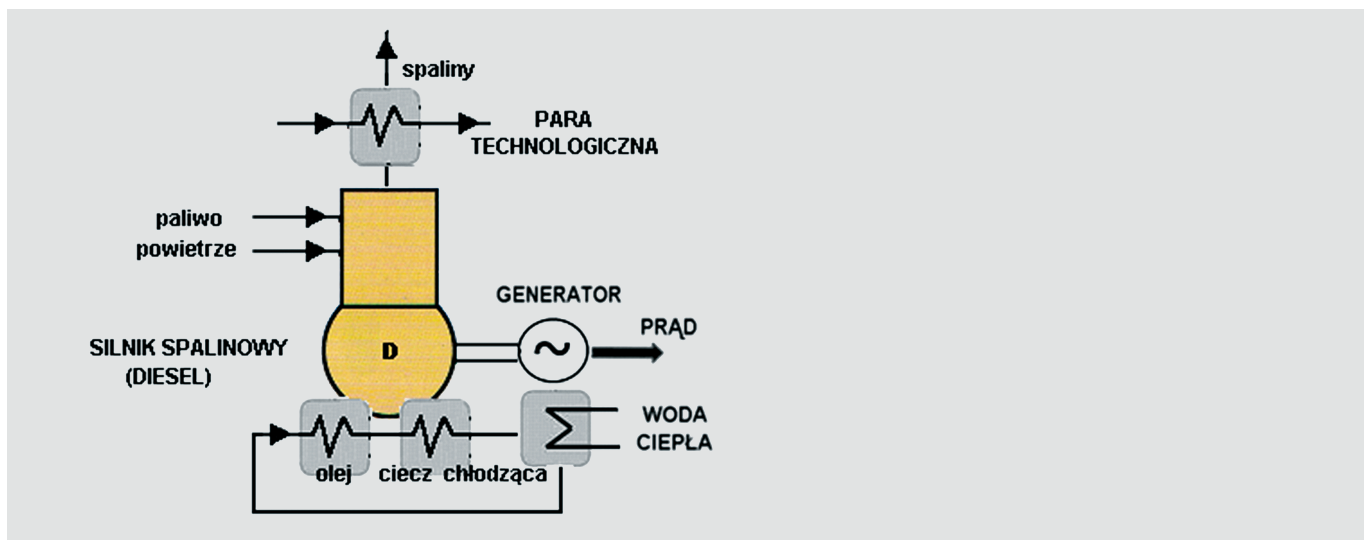 spaliny
PARA
TECHNOLOGICZNA
paliwo
powietrze
GENERATOR
PRĄD
SILNIK SPALINOWY
(DIESEL)
D
~
WODA
CIEPŁA
olej ciecz chłodząca